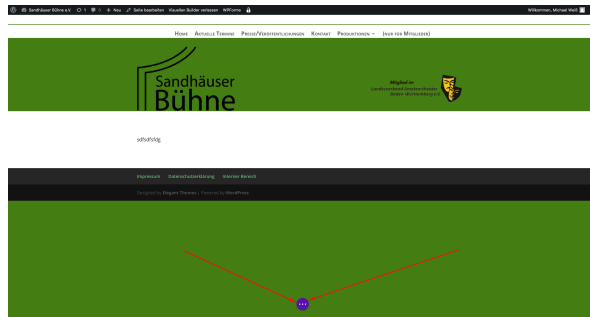 Sandhäuser Bühne e.V. 1 0 + Neu Seite bearbeiten Visuellen Builder verlassen WPForms Willkommen, Michael Weiß
Home Aktuelle Termine Presse/Veröffentlichungen Kontakt Produktionen (nur für Mitglieder)
Sandhäuser
Bühne
Mitglied im
Landesverband Amateurtheater
Baden-Württemberg e.V.
sdfsdfsfdg
Impressum Datenschutzerklärung Interner Bereich
Designed by Elegant Themes | Powered by WordPress